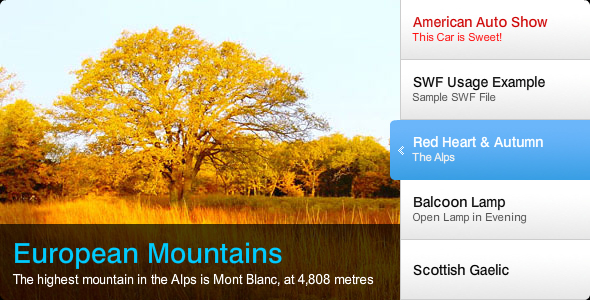 European Mountains
The highest mountain in the Alps is Mont Blanc, at 4,808 metres
American Auto Show
This Car is Sweet!
SWF Usage Example
Sample SWF File
Red Heart & Autumn
The Alps
Balcoon Lamp
Open Lamp in Evening
Scottish Gaelic